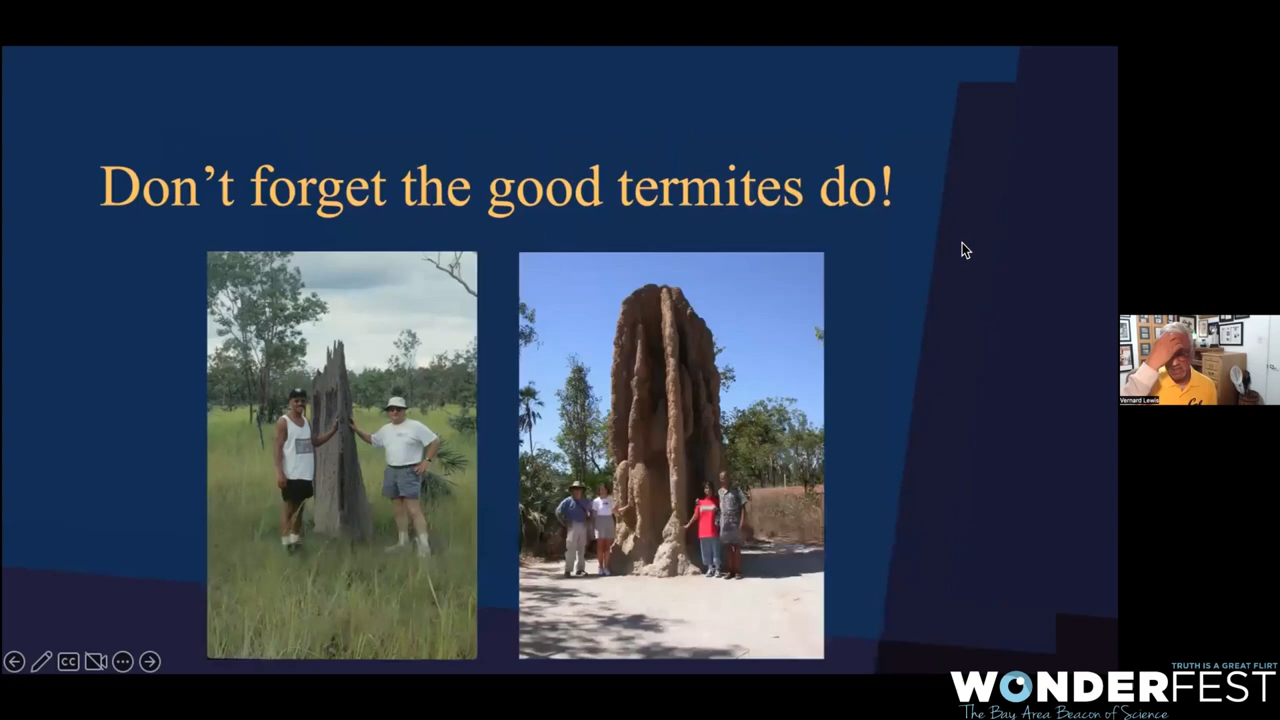 Don't forget the good termites do!
CC
Vernard Lewis
TRUTH IS A GREAT FLIRT
WONDERFEST
The Bay Area Beacon of Science